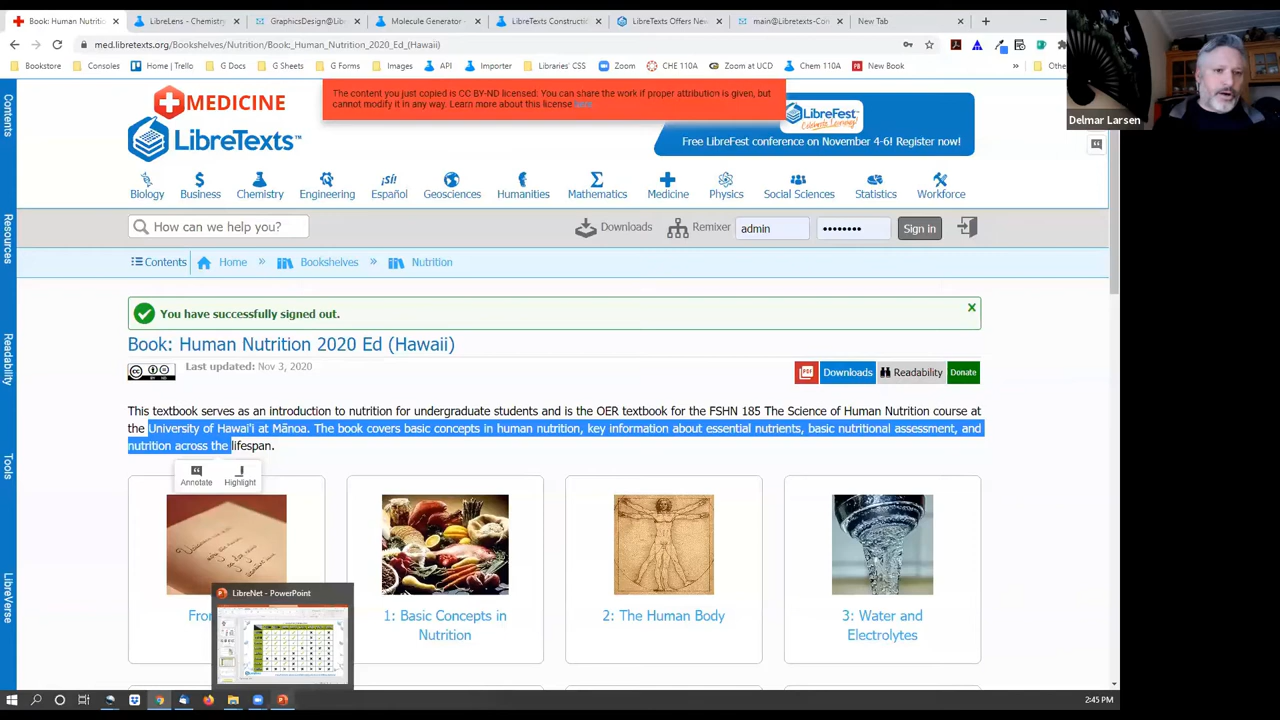 Book: Human Nutriti
LibreLens - Chemistry
GraphicsDesign@Libr
Molecule Generator -
LibreTexts Constructio
LibreTexts Offers New
main@Libretexts-Con
New Tab
med.libretexts.org/Bookshelves/Nutrition/Book:_Human_Nutrition_2020_Ed_(Hawaii)
Bookstore Consoles Home | Trello G Docs G Sheets G Forms Images API Importer Libraries' CSS Zoom CHE 110A Zoom at UCD Chem 110A New Book »
Delmar Larsen
Contents
Resources
Readability
Tools
LibreVerse
MEDICINE
LibreTexts™
The content you just copied is CC BY-ND licensed: You can share the work if proper attribution is given, but
cannot modify it in any way. Learn more about this license
LibreFest
Free LibreFest conference on November 4-6! Register now!
¡SÍ!
Biology Business Chemistry Engineering Español Geosciences Humanities Mathematics Medicine Physics Social Sciences Statistics Workforce
How can we help you?
Downloads
Remixer
admin
••••••••
Sign in
Contents
Home » Bookshelves » Nutrition
You have successfully signed out.
Book: Human Nutrition 2020 Ed (Hawaii)
Last updated: Nov 3, 2020
PDF
Downloads
Readability
Donate
This textbook serves as an introduction to nutrition for undergraduate students and is the OER textbook for the FSHN 185 The Science of Human Nutrition course at
the University of Hawai'i at Mānoa. The book covers basic concepts in human nutrition, key information about essential nutrients, basic nutritional assessment, and
nutrition across the lifespan.
Annotate
Highlight
LibreNet - PowerPoint
1: Basic Concepts in
Nutrition
2: The Human Body
3: Water and
Electrolytes
2:45 PM